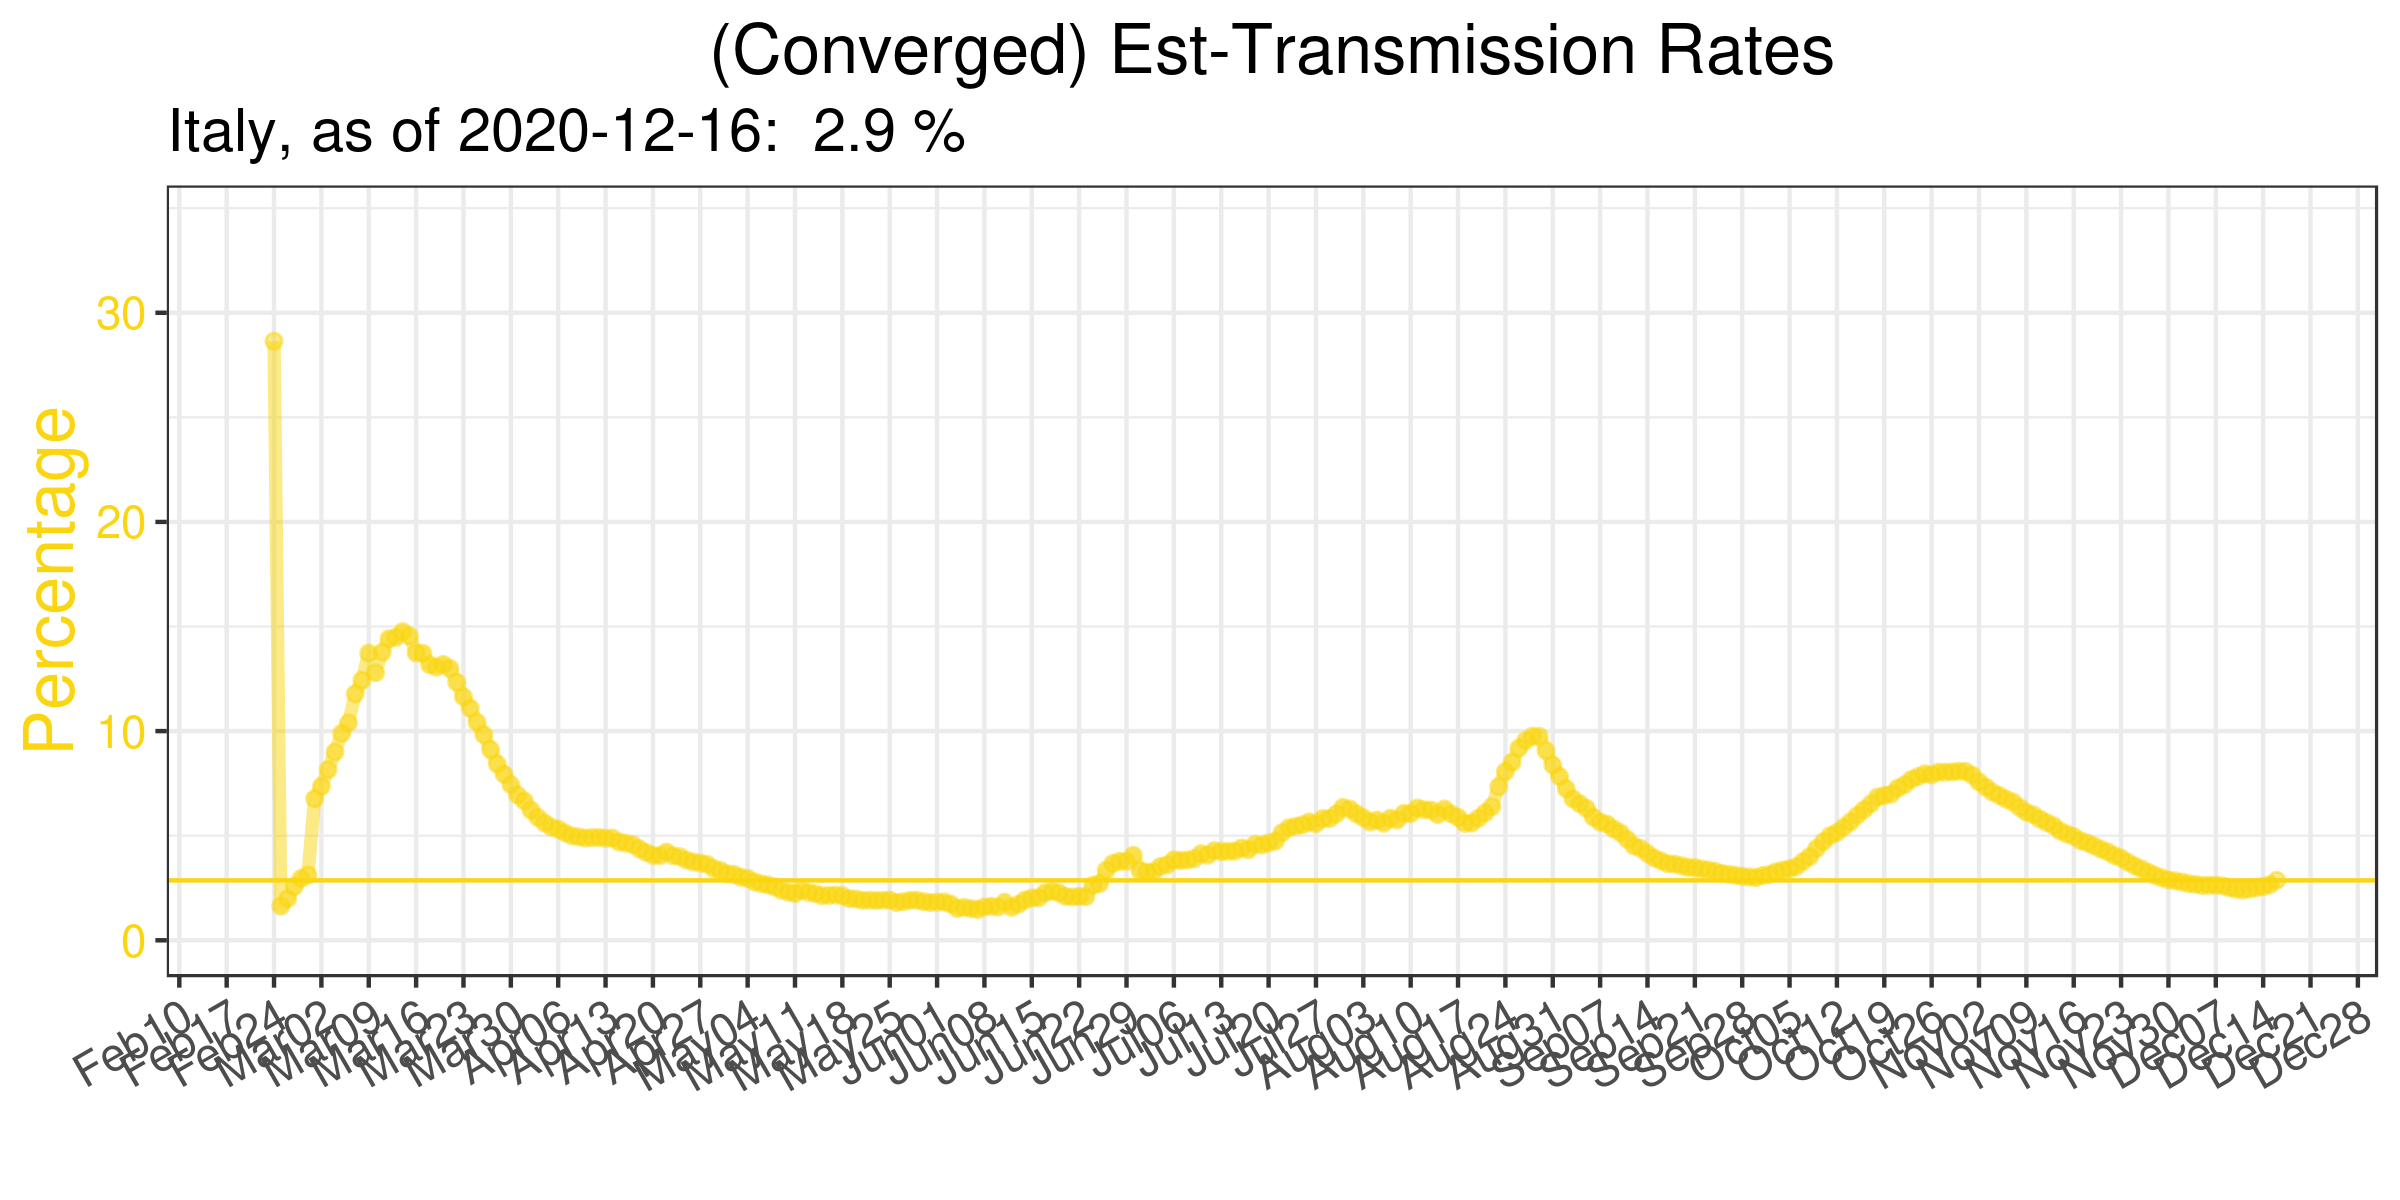 (Converged) Est-Transmission Rates
Italy, as of 2020-12-16:  2.9 %
Percentage
30
20
10
0
Feb10
Feb17
Feb24
Mar02
Mar09
Mar16
Mar23
Mar30
Apr06
Apr13
Apr20
Apr27
May04
May11
May18
May25
Jun01
Jun08
Jun15
Jun22
Jun29
Jul06
Jul13
Jul20
Jul27
Aug03
Aug10
Aug17
Aug24
Aug31
Sep07
Sep14
Sep21
Sep28
Oct05
Oct12
Oct19
Oct26
Nov02
Nov09
Nov16
Nov23
Nov30
Dec07
Dec14
Dec21
Dec28